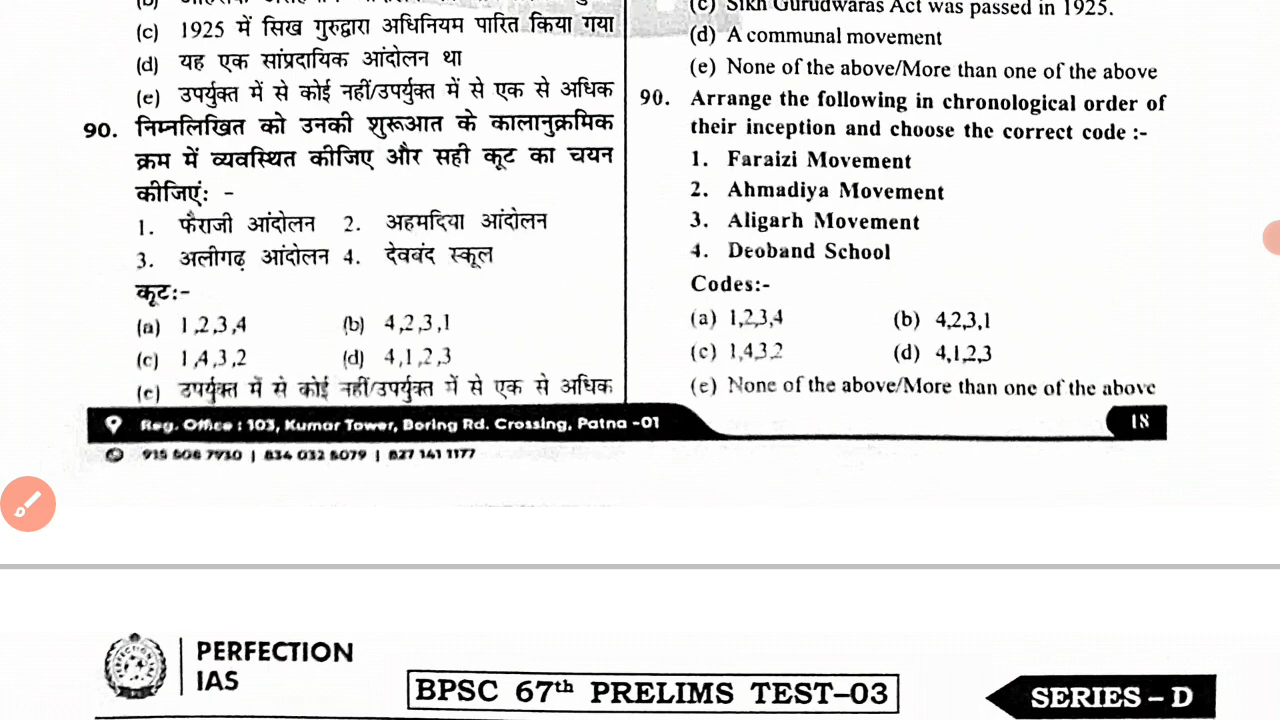 (c) 1925 में सिख गुरुद्वारा अधिनियम पारित किया गया
(d) यह एक सांप्रदायिक आंदोलन था
(e) उपर्युक्त में से कोई नहीं/उपर्युक्त में से एक से अधिक
90. निम्नलिखित को उनकी शुरूआत के कालानुक्रमिक
क्रम में व्यवस्थित कीजिए और सही कूट का चयन
कीजिएं: -
1. फैराजी आंदोलन 2. अहमदिया आंदोलन
3. अलीगढ़ आंदोलन 4. देवबंद स्कूल
कूटः-
(a) 1,2,3,4 (b) 4,2,3,1
(c) 1,4,3,2 (d) 4,1,2,3
(e) उपर्युक्त में से कोई नहीं/उपर्युक्त में से एक से अधिक
(c) Sikh Gurudwaras Act was passed in 1925.
(d) A communal movement
(e) None of the above/More than one of the above
90. Arrange the following in chronological order of
their inception and choose the correct code :-
1. Faraizi Movement
2. Ahmadiya Movement
3. Aligarh Movement
4. Deoband School
Codes:-
(a) 1,2,3,4 (b) 4,2,3,1
(c) 1,4,3,2 (d) 4,1,2,3
(e) None of the above/More than one of the above
Reg. Office : 103, Kumar Tower, Boring Rd. Crossing, Patna -01
18
915 608 7930 | 834 032 5079 | 827 141 1177
PERFECTION
IAS
BPSC 67th PRELIMS TEST-03
SERIES - D